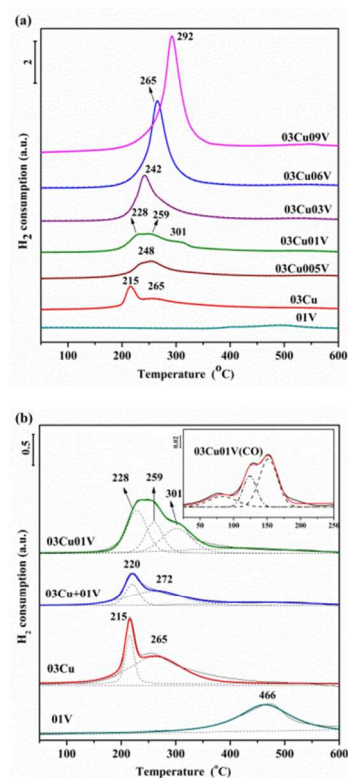 (a)
2
292
265
03Cu09V
03Cu06V
242
03Cu03V
228
259
301
03Cu01V
248
03Cu005V
215
265
03Cu
01V
H2 consumption (a.u.)
100 200 300 400 500 600
Temperature (°C)
(b)
0.5
0.02
03Cu01V(CO)
50 100 150 200 250
228
259
301
03Cu01V
220
272
03Cu+01V
215
265
03Cu
466
01V
H2 consumption (a.u.)
100 200 300 400 500 600
Temperature (°C)